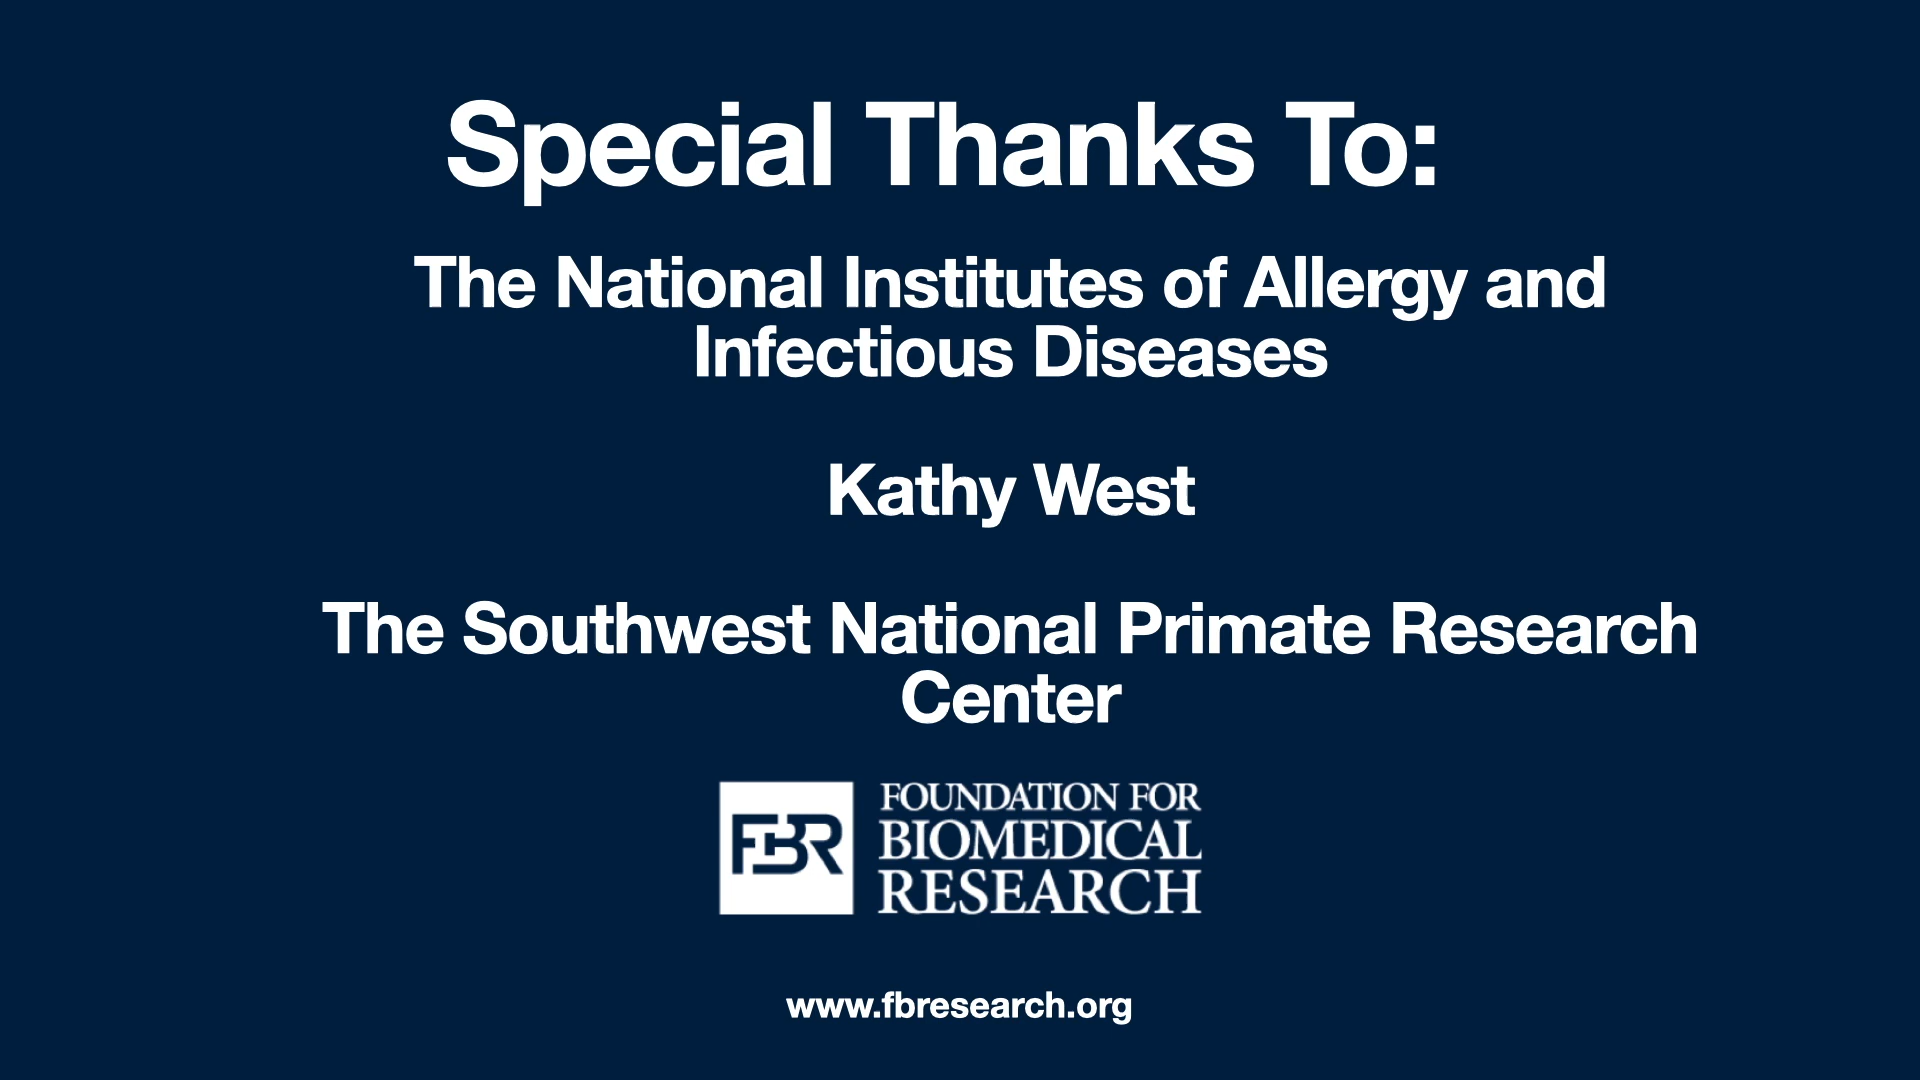 Special Thanks To:
The National Institutes of Allergy and
Infectious Diseases
Kathy West
The Southwest National Primate Research
Center
FBR
FOUNDATION FOR
BIOMEDICAL
RESEARCH
www.fbresearch.org